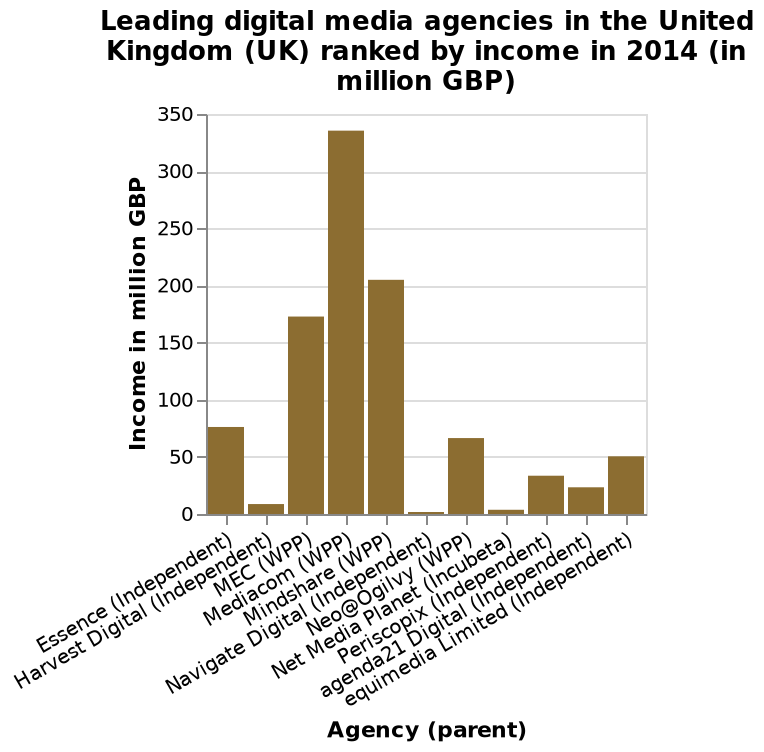 Leading digital media agencies in the United
Kingdom (UK) ranked by income in 2014 (in
million GBP)
Income in million GBP
350
300
250
200
150
100
50
0
Essence (Independent)
Harvest Digital (Independent)
MEC (WPP)
Mediacom (WPP)
Mindshare (WPP)
Navigate Digital (Independent)
Neo@Ogilvy (WPP)
Net Media Planet (Incubeta)
Periscopix (Independent)
agenda21 Digital (Independent)
equimedia Limited (Independent)
Agency (parent)